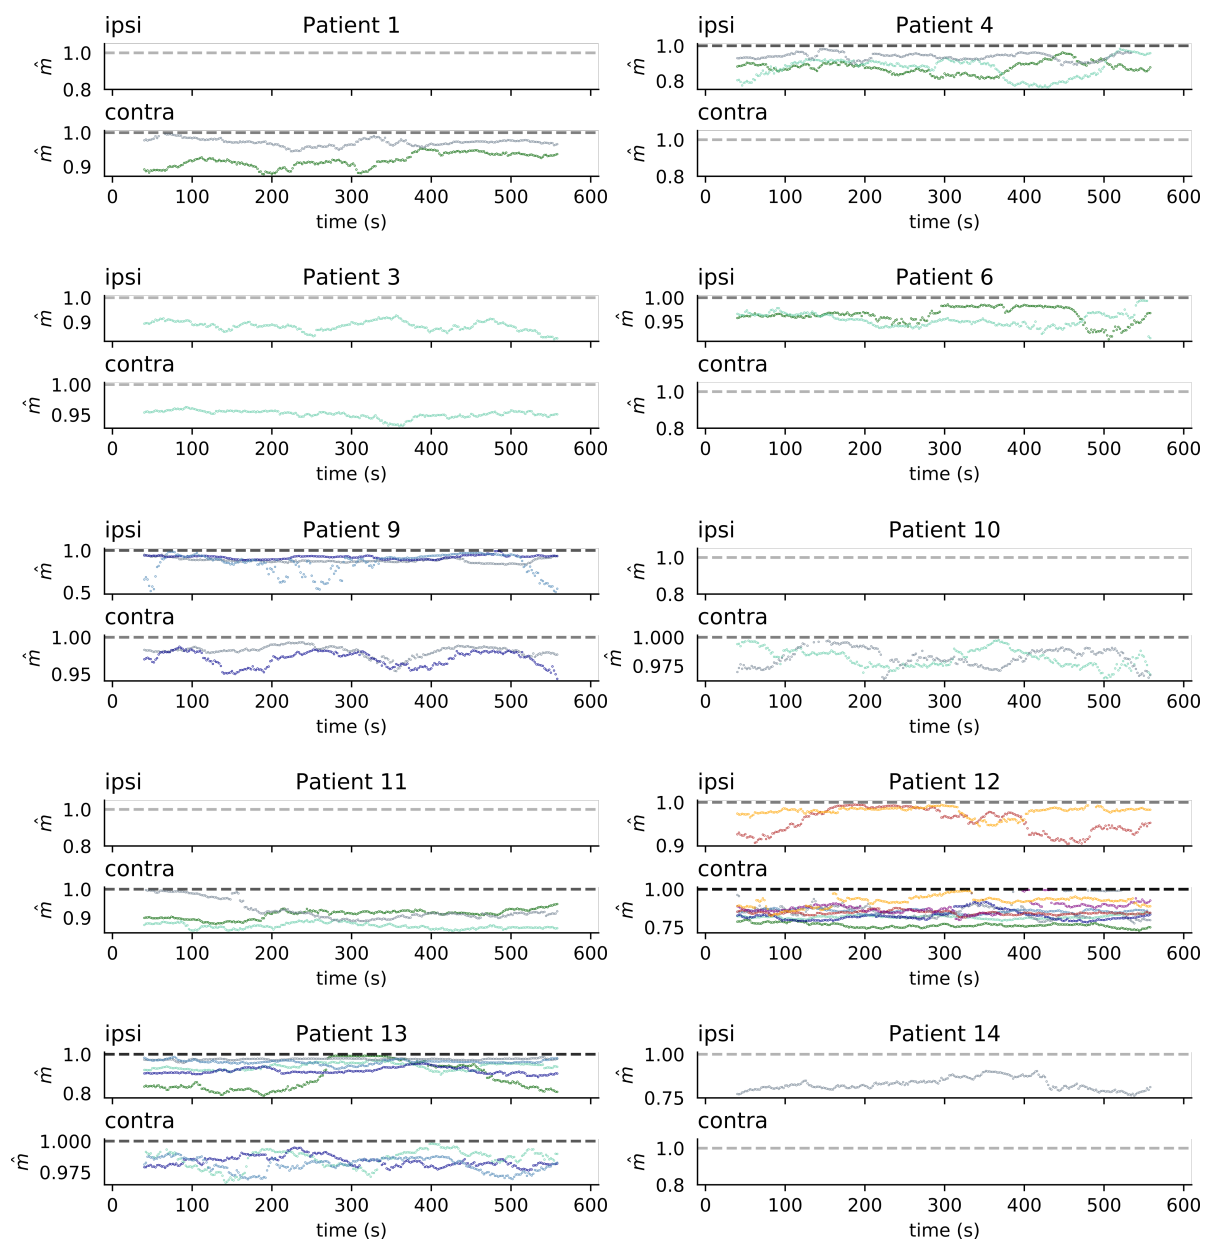 ipsi Patient 1
1.0
m̂
0.8
contra
1.0
m̂
0.9
0 100 200 300 400 500 600
time (s)
ipsi Patient 4
1.0
m̂
0.8
contra
1.0
m̂
0.8
0 100 200 300 400 500 600
time (s)
ipsi Patient 3
1.0
m̂
0.9
contra
1.00
m̂
0.95
0 100 200 300 400 500 600
time (s)
ipsi Patient 6
1.00
m̂
0.95
contra
1.0
m̂
0.8
0 100 200 300 400 500 600
time (s)
ipsi Patient 9
1.0
m̂
0.5
contra
1.00
m̂
0.95
0 100 200 300 400 500 600
time (s)
ipsi Patient 10
1.0
m̂
0.8
contra
1.000
m̂
0.975
0 100 200 300 400 500 600
time (s)
ipsi Patient 11
1.0
m̂
0.8
contra
1.0
m̂
0.9
0 100 200 300 400 500 600
time (s)
ipsi Patient 12
1.0
m̂
0.9
contra
1.00
m̂
0.75
0 100 200 300 400 500 600
time (s)
ipsi Patient 13
1.0
m̂
0.8
contra
1.000
m̂
0.975
0 100 200 300 400 500 600
time (s)
ipsi Patient 14
1.00
m̂
0.75
contra
1.0
m̂
0.8
0 100 200 300 400 500 600
time (s)